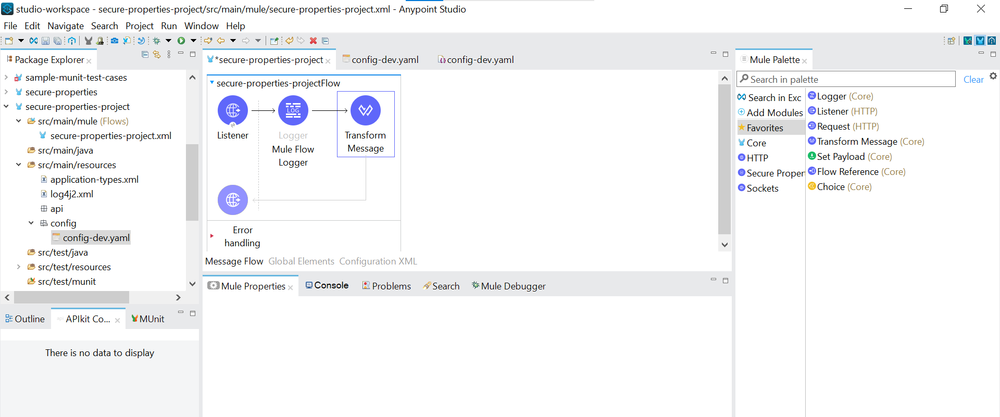 studio-workspace - secure-properties-project/src/main/mule/secure-properties-project.xml - Anypoint Studio
File Edit Navigate Search Project Run Window Help
Package Explorer
sample-munit-test-cases
secure-properties
secure-properties-project
src/main/mule (Flows)
secure-properties-project.xml
src/main/java
src/main/resources
application-types.xml
log4j2.xml
api
config
config-dev.yaml
src/test/java
src/test/resources
src/test/munit
Outline APIkit Co... MUnit
There is no data to display
*secure-properties-project config-dev.yaml config-dev.yaml
secure-properties-projectFlow
LOG
Listener
Logger
Mule Flow
Logger
Transform
Message
Error
handling
Message Flow Global Elements Configuration XML
Mule Properties Console Problems Search Mule Debugger
Mule Palette
Search in palette Clear
Search in Exc
Add Modules
Favorites
Core
HTTP
Secure Proper
Sockets
Logger (Core)
Listener (HTTP)
Request (HTTP)
Transform Message (Core)
Set Payload (Core)
Flow Reference (Core)
Choice (Core)